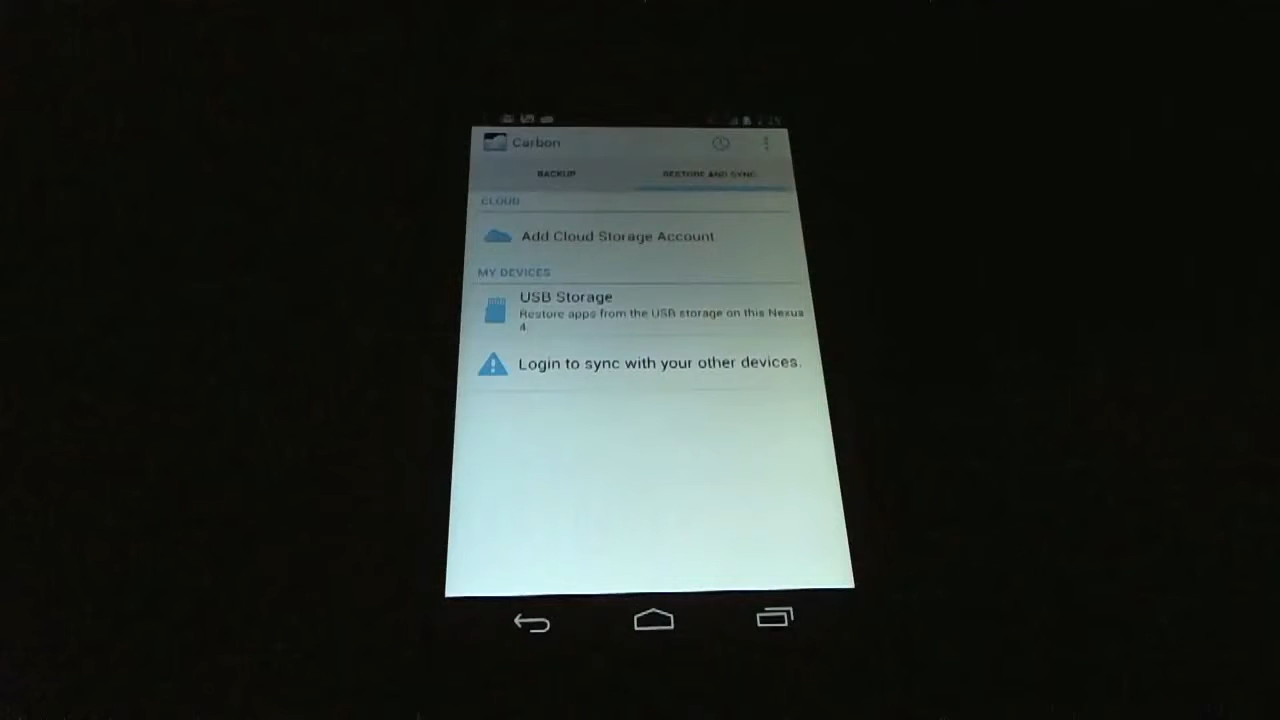 Carbon
BACKUP
RESTORE AND SYNC
CLOUD
Add Cloud Storage Account
MY DEVICES
USB Storage
Restore apps from the USB storage on this Nexus
4.
Login to sync with your other devices.